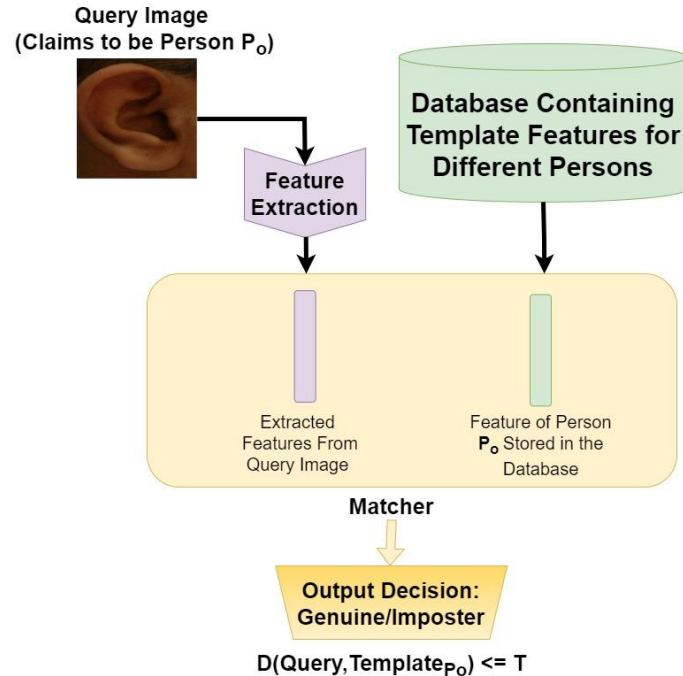 Query Image
(Claims to be Person Po)
Database Containing
Template Features for
Different Persons
Feature
Extraction
Extracted
Features From
Query Image
Feature of Person
Po Stored in the
Database
Matcher
Output Decision:
Genuine/Imposter
D(Query,TemplatePo) <= T